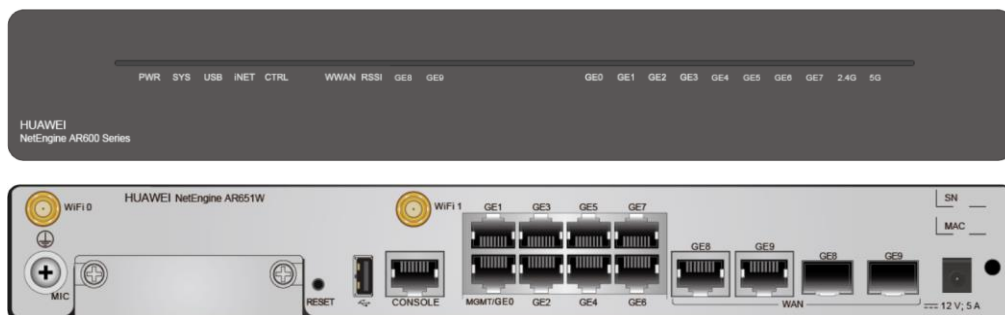 PWR SYS USB iNET CTRL WWAN RSSI GE8 GE9 GE0 GE1 GE2 GE3 GE4 GE5 GE6 GE7 2.4G 5G
HUAWEI
NetEngine AR600 Series
WiFi 0 HUAWEI NetEngine AR651W WiFi 1 GE1 GE3 GE5 GE7 SN
MAC
GE8 GE9 GE8 GE9
MIC RESET CONSOLE MGMT/GE0 GE2 GE4 GE6 WAN 12 V; 5 A